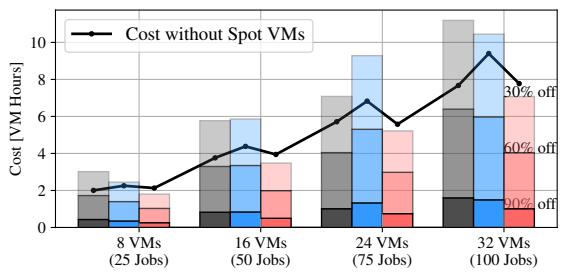 Cost without Spot VMs
Cost [VM Hours]
10
8
6
4
2
0
30% off
60% off
90% off
8 VMs
(25 Jobs)
16 VMs
(50 Jobs)
24 VMs
(75 Jobs)
32 VMs
(100 Jobs)